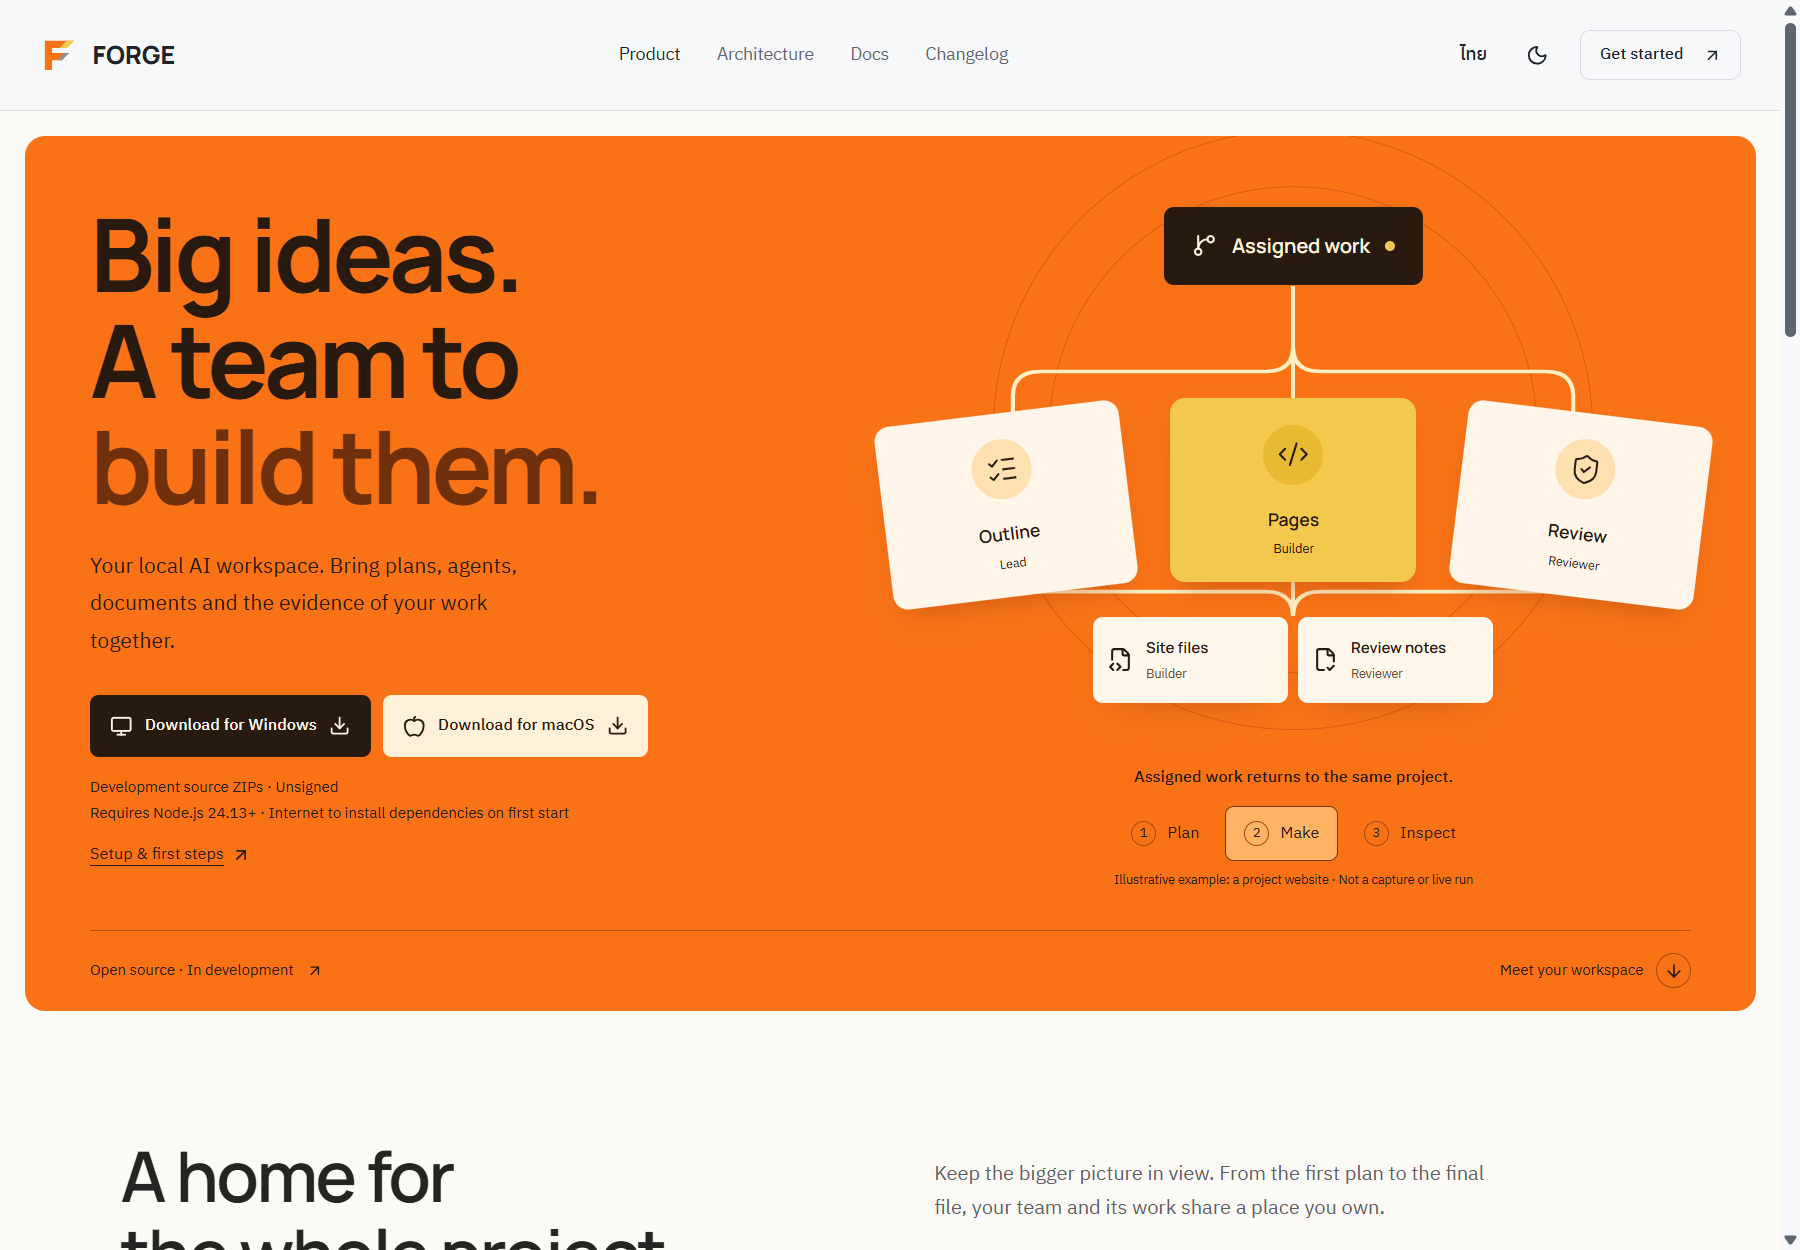 FORGE
Product
Architecture
Docs
Changelog
ไทย
Get started
Big ideas.
A team to
build them.
Your local AI workspace. Bring plans, agents,
documents and the evidence of your work
together.
Download for Windows
Download for macOS
Development source ZIPs · Unsigned
Requires Node.js 24.13+ · Internet to install dependencies on first start
Setup & first steps
Assigned work
Outline
Lead
Pages
Builder
Review
Reviewer
Site files
Builder
Review notes
Reviewer
Assigned work returns to the same project.
1 Plan
2 Make
3 Inspect
Illustrative example: a project website · Not a capture or live run
Open source · In development
Meet your workspace
A home for
the whole project
Keep the bigger picture in view. From the first plan to the final
file, your team and its work share a place you own.